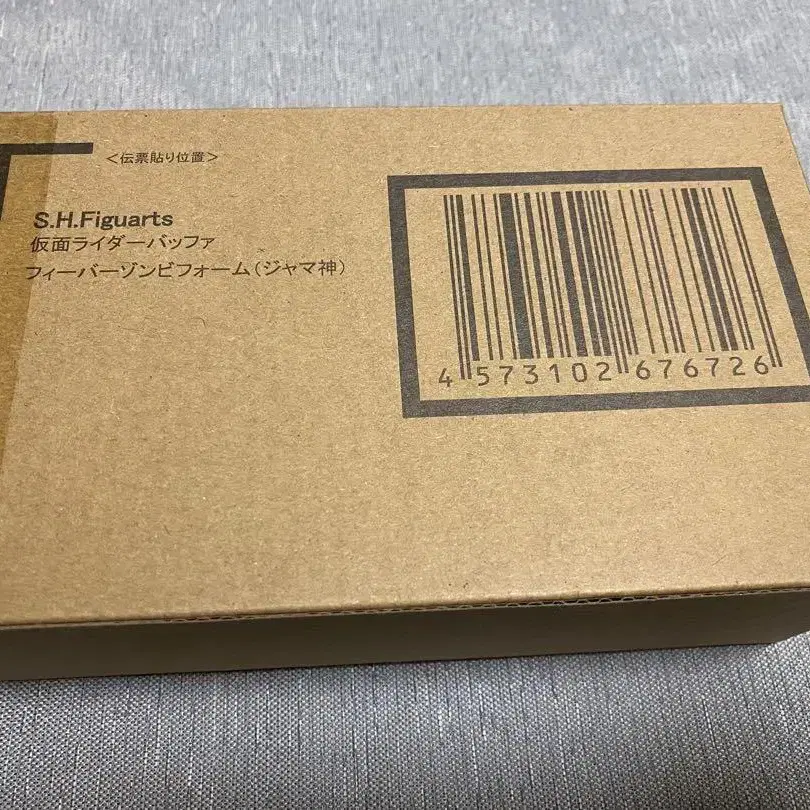 ＜伝票貼り位置＞
S.H.Figuarts
仮面ライダーバッファ
フィーバーゾンビフォーム（ジャマ神）
4 573102 676726